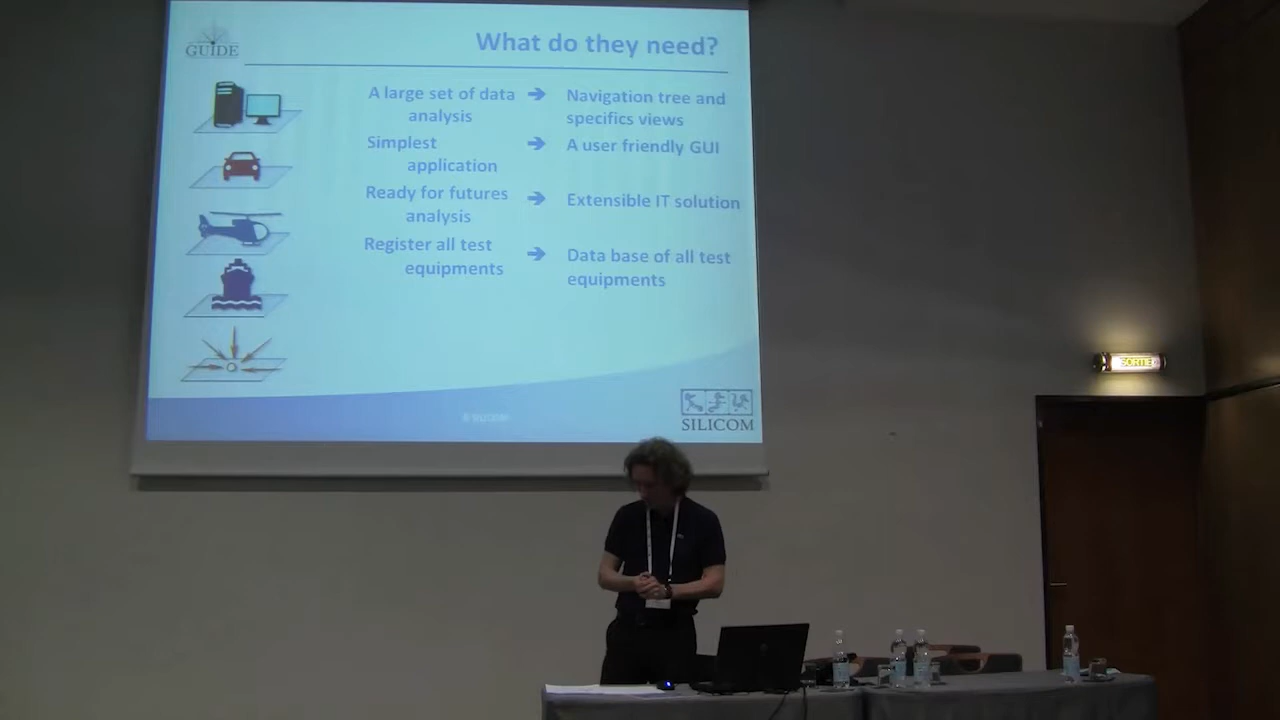 GUIDE
What do they need?
A large set of data
analysis
➔
Navigation tree and
specifics views
Simplest
application
➔
A user friendly GUI
Ready for futures
analysis
➔
Extensible IT solution
Register all test
equipments
➔
Data base of all test
equipments
SILICOM
SORTIE